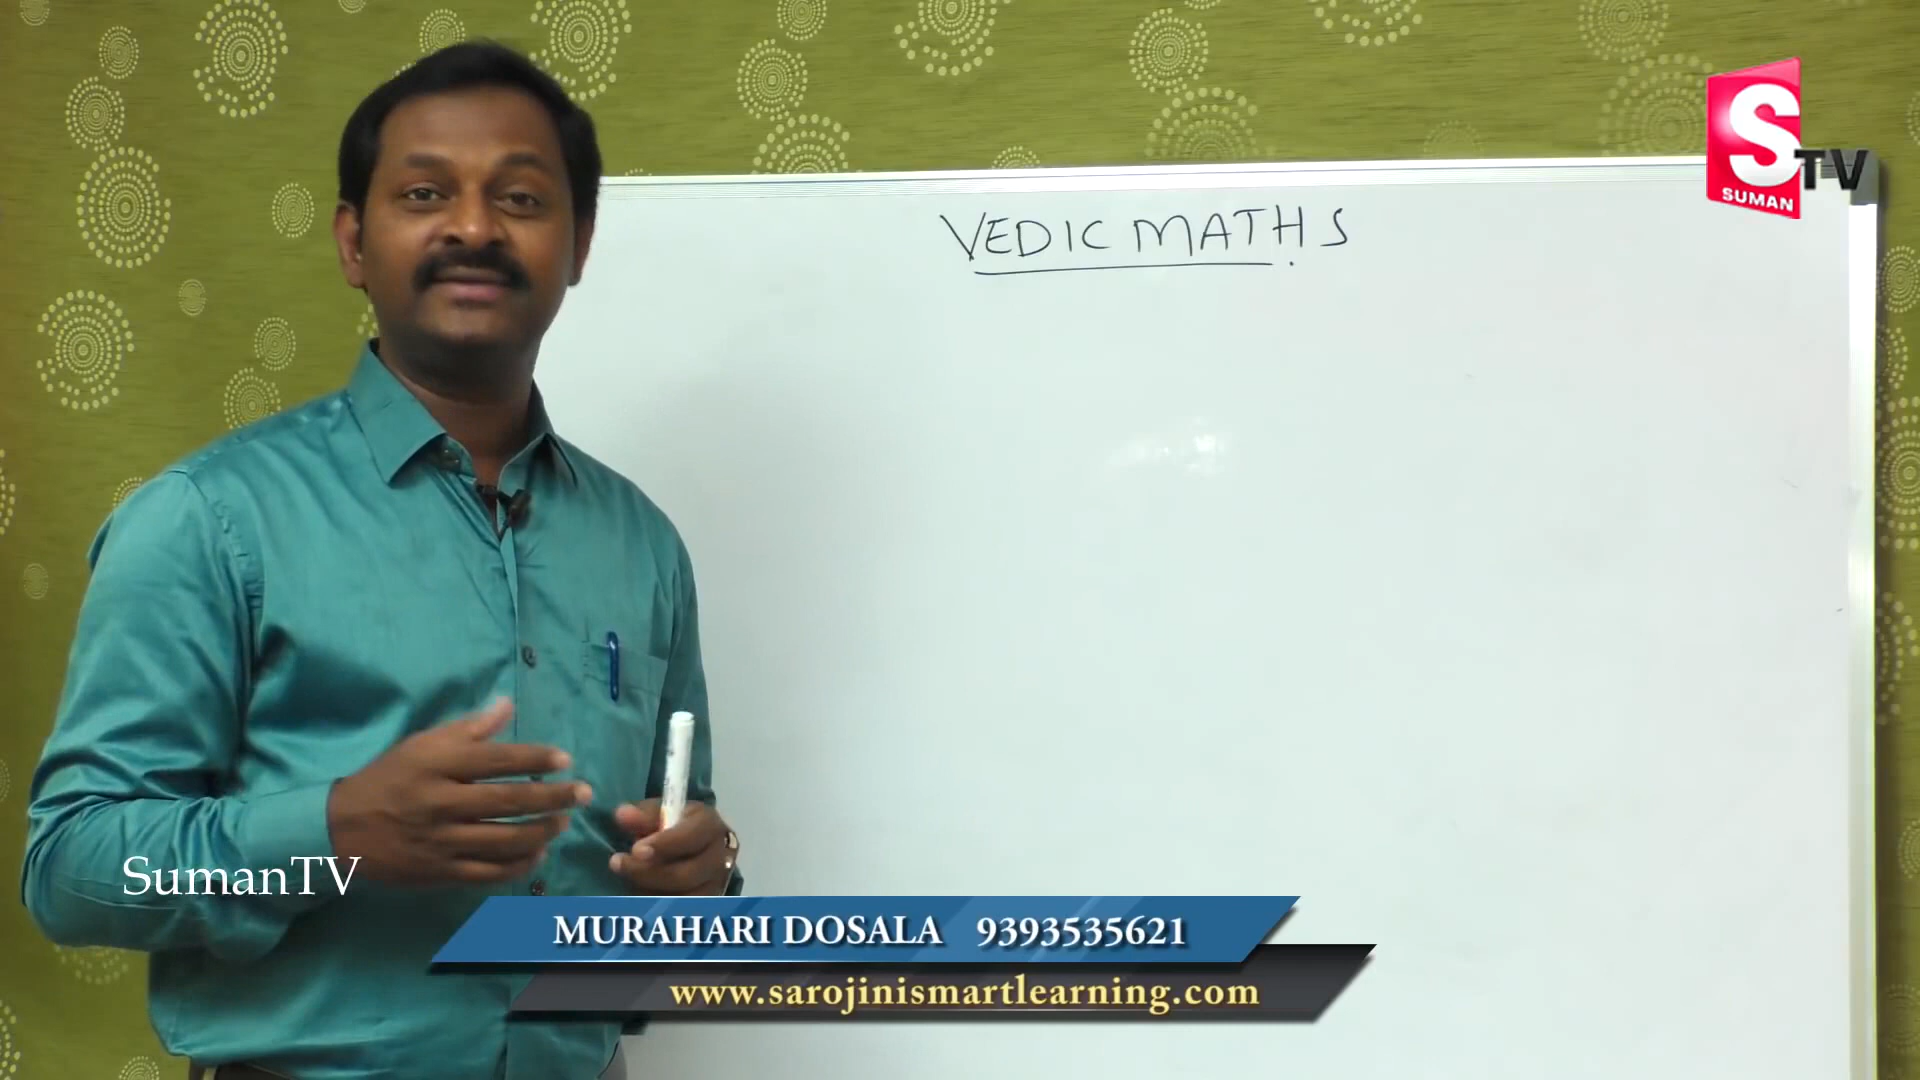 S
TV
SUMAN
VEDIC MATHS
SumanTV
MURAHARI DOSALA 9393535621
www.sarojinismartlearning.com